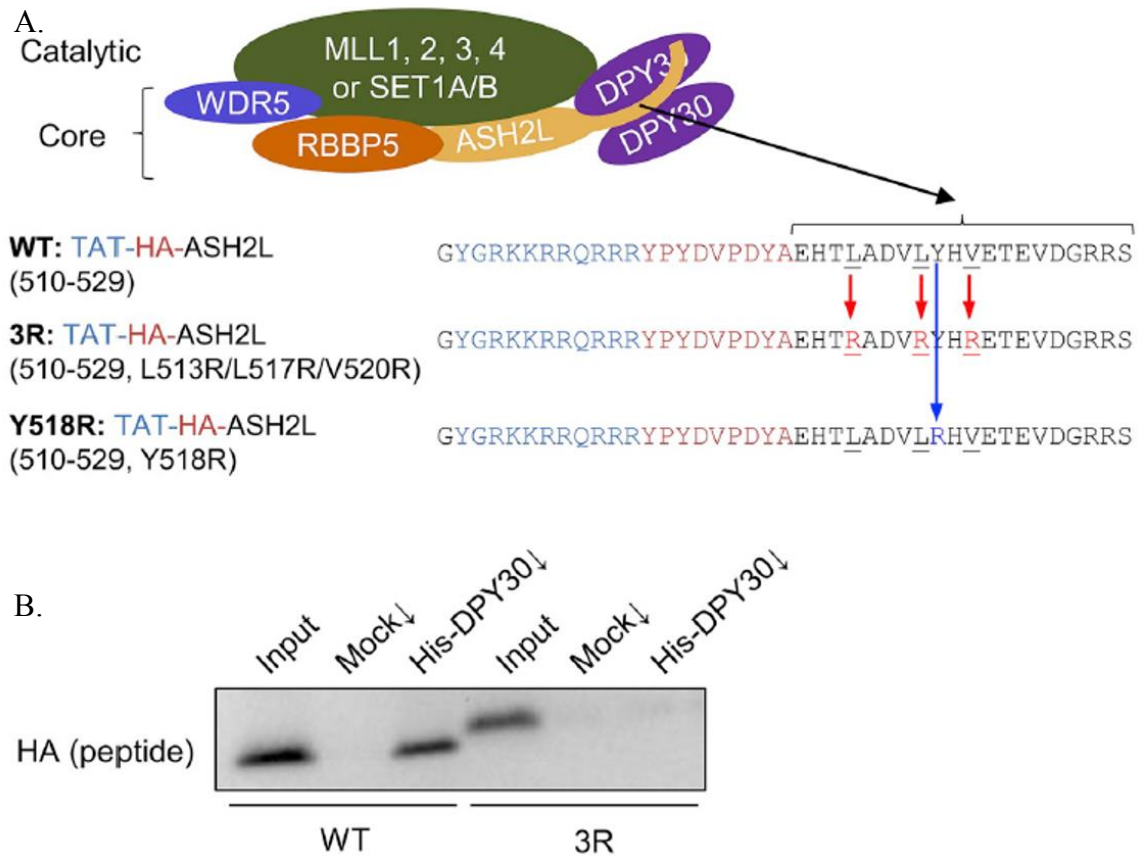 A.
Catalytic
Core
MLL1, 2, 3, 4
or SET1A/B
WDR5
RBBP5
ASH2L
DPY30
DPY30
WT: TAT-HA-ASH2L
(510-529)
GYGRKKRRQRRRYPYDVPDYAEHTLADVLYHVETEVDGRRS
3R: TAT-HA-ASH2L
(510-529, L513R/L517R/V520R)
GYGRKKRRQRRRYPYDVPDYAEHTRADVRYHRETEVDGRRS
Y518R: TAT-HA-ASH2L
(510-529, Y518R)
GYGRKKRRQRRRYPYDVPDYAEHTLADVLRHVETEVDGRRS
B.
Input
Mock↓
His-DPY30↓
Input
Mock↓
His-DPY30↓
HA (peptide)
WT
3R